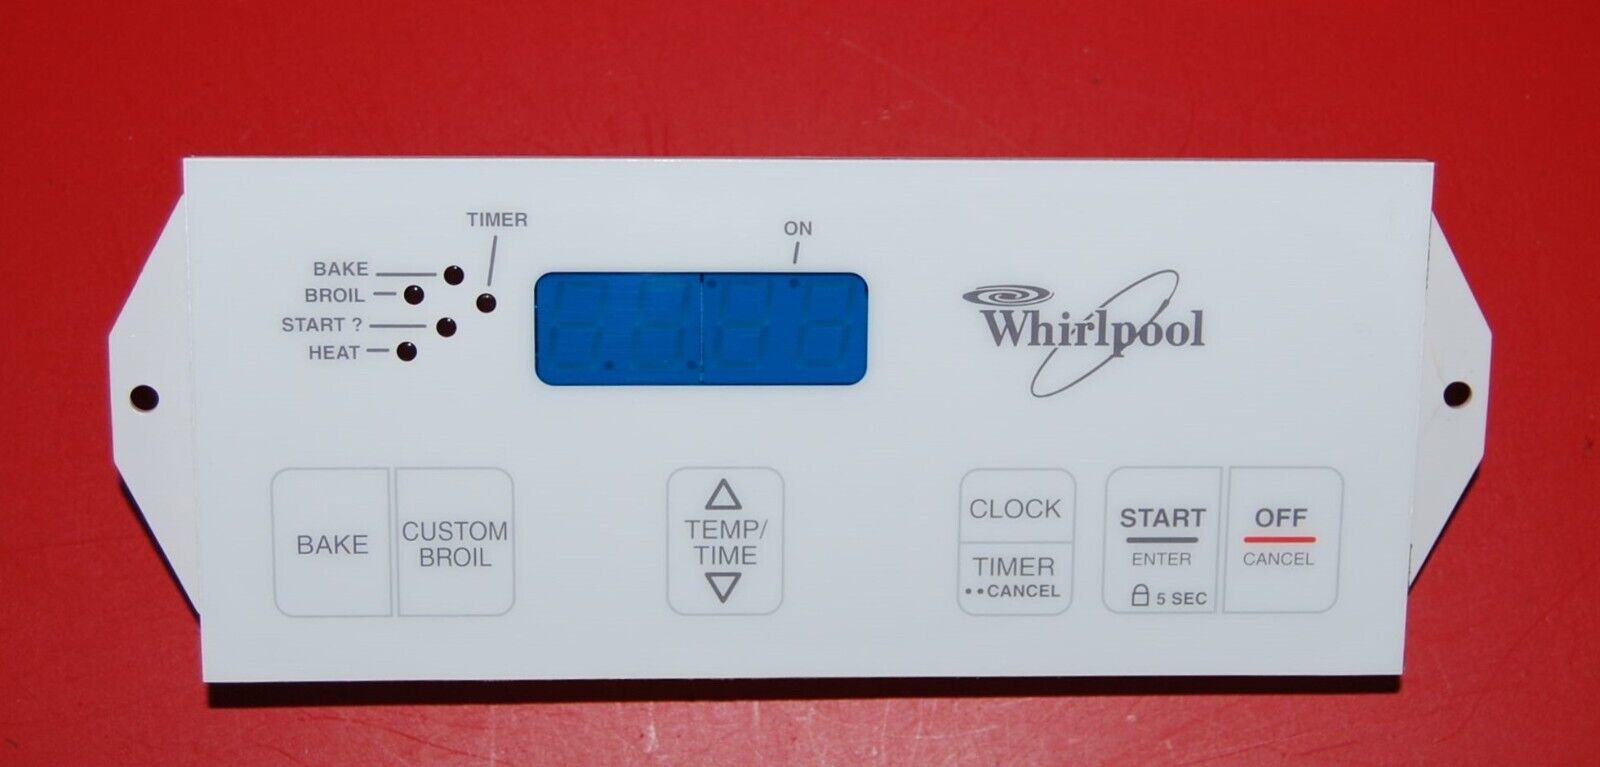 TIMER
ON
BAKE
BROIL
START ?
HEAT
Whirlpool
BAKE
CUSTOM
BROIL
TEMP/
TIME
CLOCK
TIMER
••CANCEL
START
ENTER
5 SEC
OFF
CANCEL